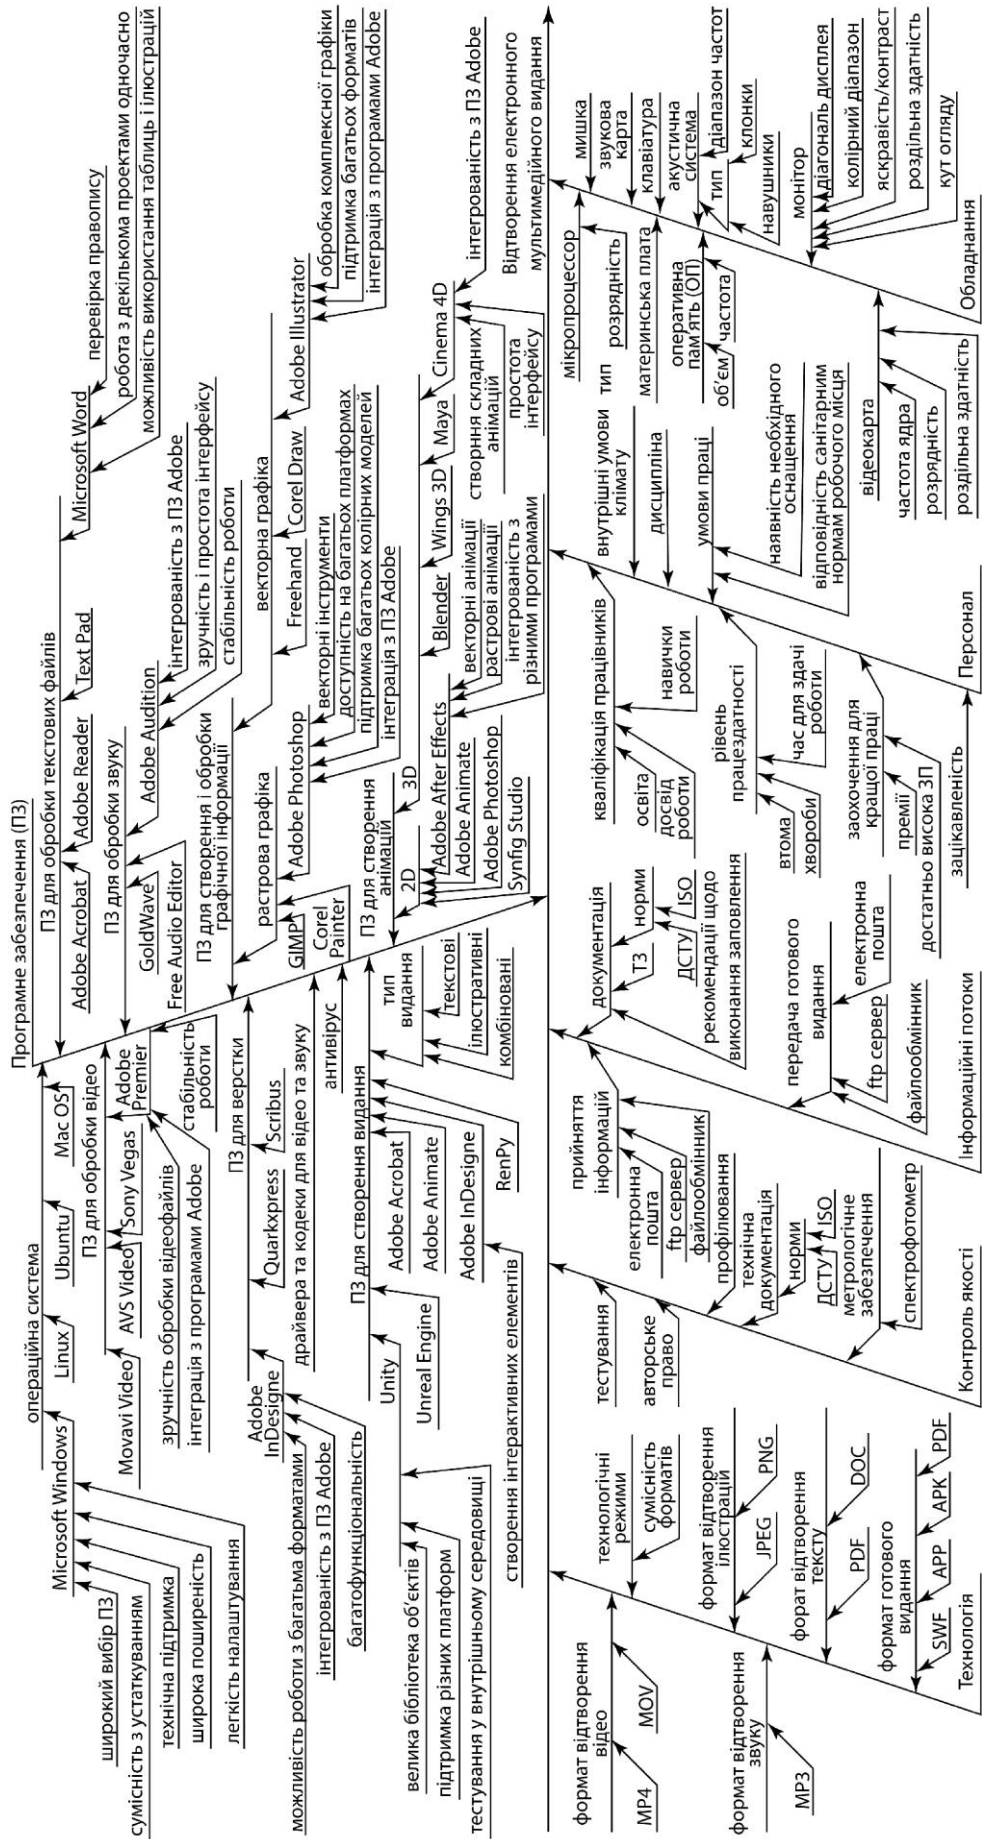 Програмне забезпечення (ПЗ)
операційна система
Microsoft Windows
широкий вибір ПЗ
сумісність з устаткуванням
технічна підтримка
широка поширеність
легкість налаштування
Linux
Ubuntu
Mac OS
ПЗ для обробки текстових файлів
Adobe Acrobat
Adobe Reader
Text Pad
Microsoft Word
перевірка правопису
робота з декількома проектами одночасно
можливість використання таблиць і ілюстрацій
ПЗ для обробки відео
Movavi Video
AVS Video
Sony Vegas
Adobe
Premier
зручність обробки відеофайлів
інтеграція з програмами Adobe
стабільність
роботи
ПЗ для обробки звуку
GoldWave
Free Audio Editor
Adobe Audition
інтегрованість з ПЗ Adobe
зручність і простота інтерфейсу
стабільність роботи
ПЗ для верстки
Adobe
InDesigne
можливість роботи з багатьма форматами
інтегрованість з ПЗ Adobe
багатофункціональність
Quarkxpress
Scribus
ПЗ для створення і обробки
графічної інформації
растрова графіка
GIMP
Corel
Painter
Adobe Photoshop
векторні інструменти
доступність на багатьох платформах
підтримка багатьох колірних моделей
інтеграція з ПЗ Adobe
векторна графіка
Freehand
Corel Draw
Adobe Illustrator
обробка комплексної графіки
підтримка багатьох форматів
інтеграція з програмами Adobe
драйвера та кодеки для відео та звуку
антивірус
ПЗ для створення видання
Unity
велика бібліотека об'єктів
підтримка різних платформ
тестування у внутрішньому середовищі
Unreal Engine
Adobe Acrobat
Adobe Animate
Adobe InDesigne
створення інтерактивних елементів
RenPy
тип
видання
текстові
ілюстративні
комбіновані
ПЗ для створення
анімацій
2D
Adobe After Effects
Adobe Animate
Adobe Photoshop
Synfig Studio
векторні анімації
растрові анімації
інтегрованість з
різними програмами
3D
Blender
Wings 3D
Maya
Cinema 4D
створення складних
анімацій
простота
інтерфейсу
інтегрованість з ПЗ Adobe
Відтворення електронного
мультимедійного видання
формат відтворення
відео
MP4
MOV
формат відтворення
звуку
MP3
технологічні
режими
сумісність
форматів
формат відтворення
ілюстрацій
JPEG
PNG
форат відтворення
тексту
PDF
DOC
формат готового
видання
SWF
APP
APK
PDF
Технологія
тестування
авторське
право
профілювання
технічна
документація
норми
ДСТУ
ISO
метрологічне
забезпечення
спектрофотометр
Контроль якості
прийняття
інформацій
електронна
пошта
ftp сервер
файлообмінник
документація
ТЗ
норми
ДСТУ
ISO
рекомендації щодо
виконання заповлення
передача готового
видання
ftp сервер
файлообмінник
електронна
пошта
Інформаційні потоки
кваліфікація працівників
освіта
досвід
роботи
навички
роботи
рівень
працездатності
втома
хвороби
час для здачі
роботи
заохочення для
кращої праці
премії
достатньо висока ЗП
зацікавленість
внутрішні умови
клімату
дисципліна
умови праці
наявність необхідного
оснащення
відповідність санітарним
нормам робочого місця
Персонал
мікропроцессор
тип
розрядність
материнська плата
оперативна
пам`ять (ОП)
об'єм
частота
відеокарта
частота ядра
розрядність
роздільна здатність
мишка
звукова
карта
клавіатура
акустична
система
тип
діапазон частот
клонки
навушники
монітор
діагональ дисплея
колірний діапазон
яскравість/контраст
роздільна здатність
кут огляду
Обладнання